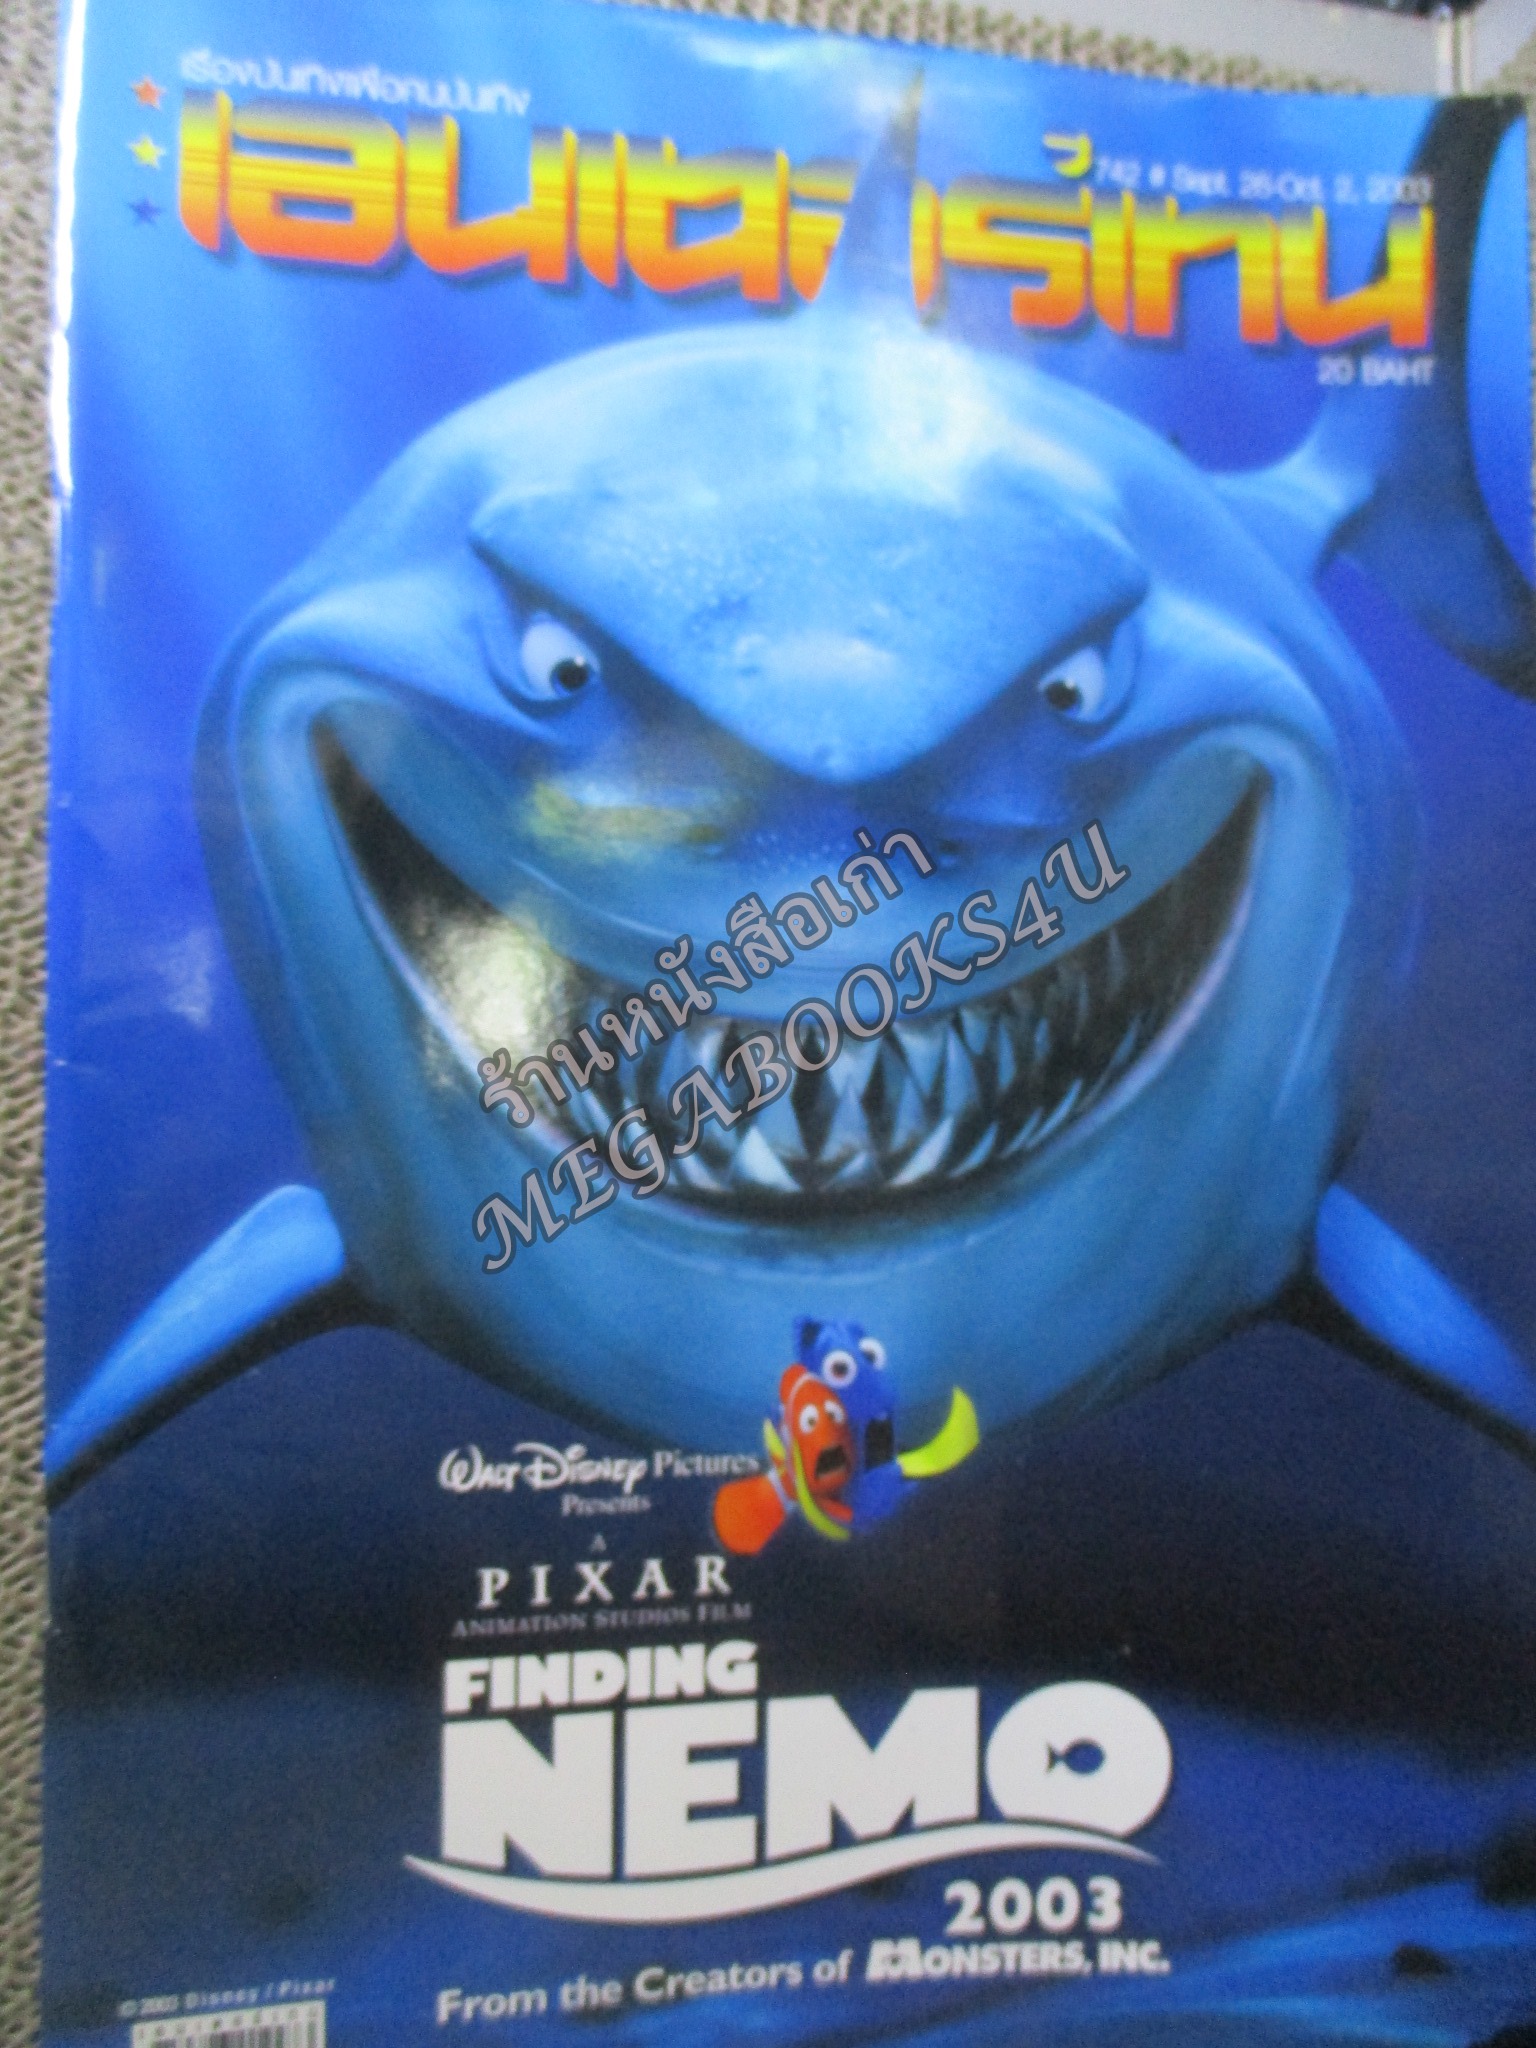 เรื่องบันเทิงเพื่อคนบันเทิง
เอนเตอร์เทน
742 # Sept. 26-Oct. 2, 2003
20 BAHT
ร้านหนังสือเก่า
MEGABOOKS4U
WALT DISNEY Pictures
Presents
A
PIXAR
ANIMATION STUDIOS FILM
FINDING
NEMO
2003
From the Creators of MONSTERS, INC.
© 2003 Disney / Pixar